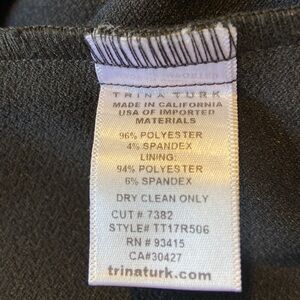 TRINA TURK
MADE IN CALIFORNIA
USA OF IMPORTED
MATERIALS
96% POLYESTER
4% SPANDEX
LINING:
94% POLYESTER
6% SPANDEX
DRY CLEAN ONLY
CUT # 7382
STYLE# TT17R506
RN # 93415
CA#30427
trinaturk.com